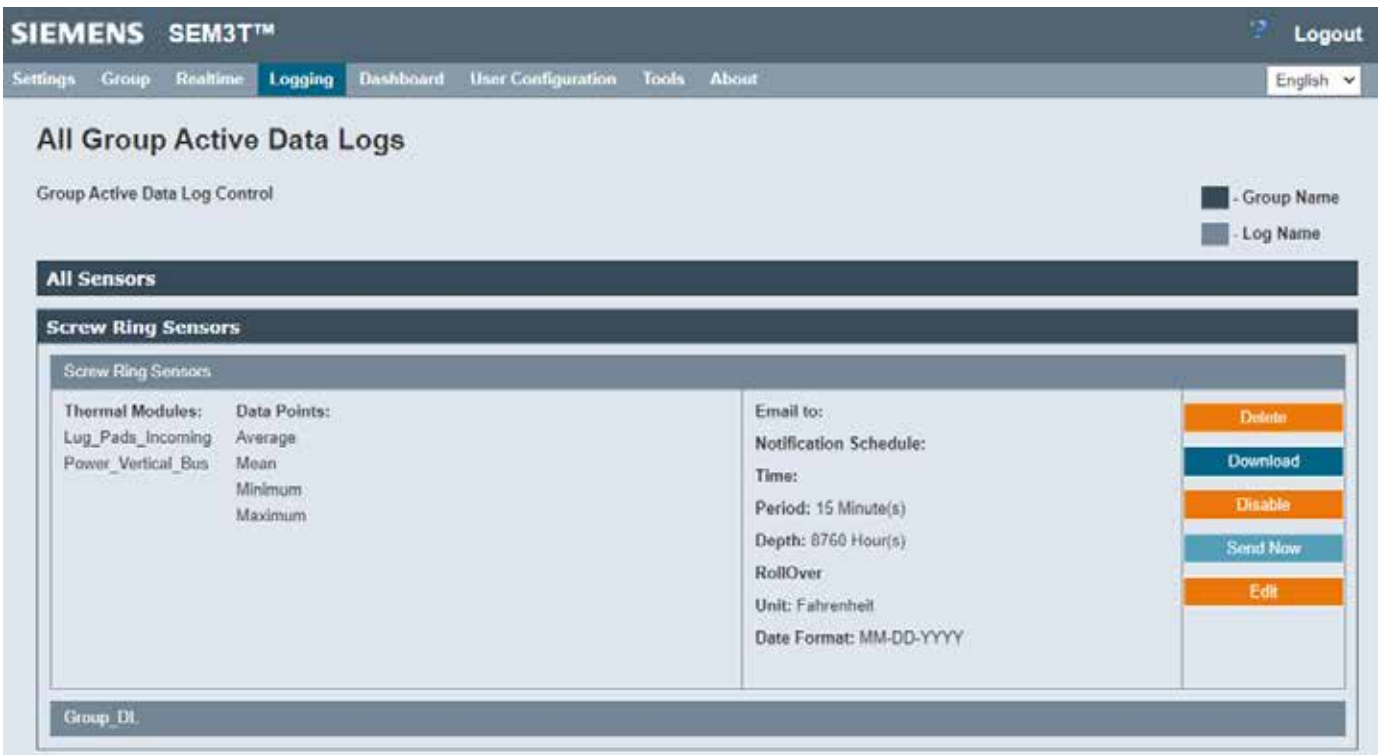 SIEMENS SEM3T™ ? Logout
Settings Group Realtime Logging Dashboard User Configuration Tools About English
All Group Active Data Logs
Group Active Data Log Control
- Group Name
- Log Name
All Sensors
Screw Ring Sensors
Screw Ring Sensors
Thermal Modules:
Lug_Pads_Incoming
Power_Vertical_Bus
Data Points:
Average
Mean
Minimum
Maximum
Email to:
Notification Schedule:
Time:
Period: 15 Minute(s)
Depth: 8760 Hour(s)
RollOver
Unit: Fahrenheit
Date Format: MM-DD-YYYY
Delete
Download
Disable
Send Now
Edit
Group_DL